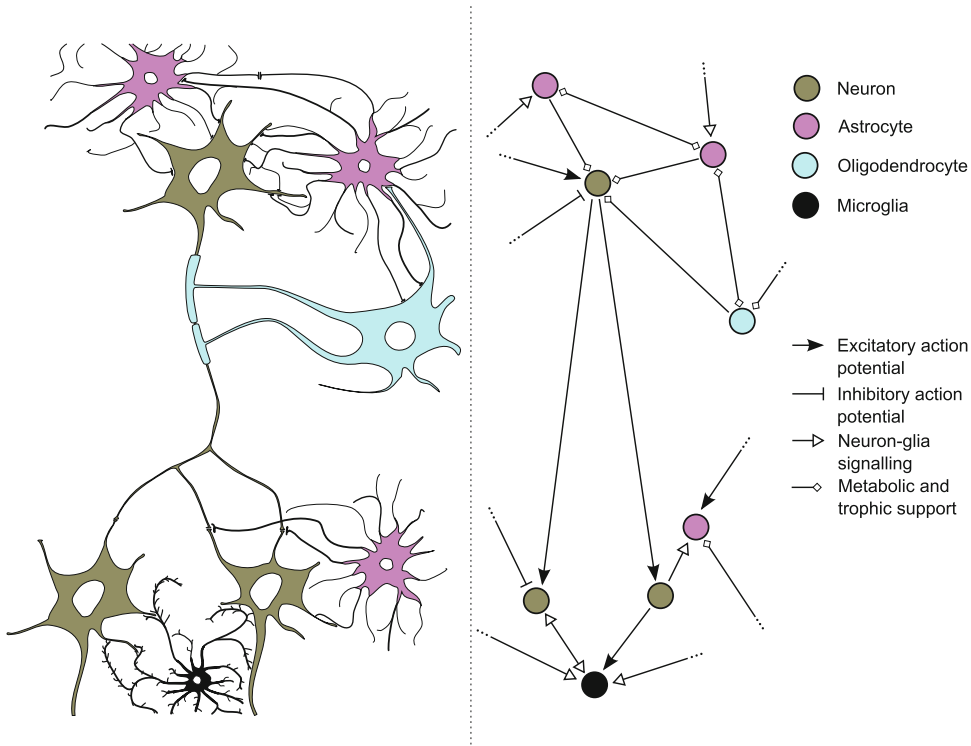 Neuron
Astrocyte
Oligodendrocyte
Microglia
Excitatory action
potential
Inhibitory action
potential
Neuron-glia
signalling
Metabolic and
trophic support